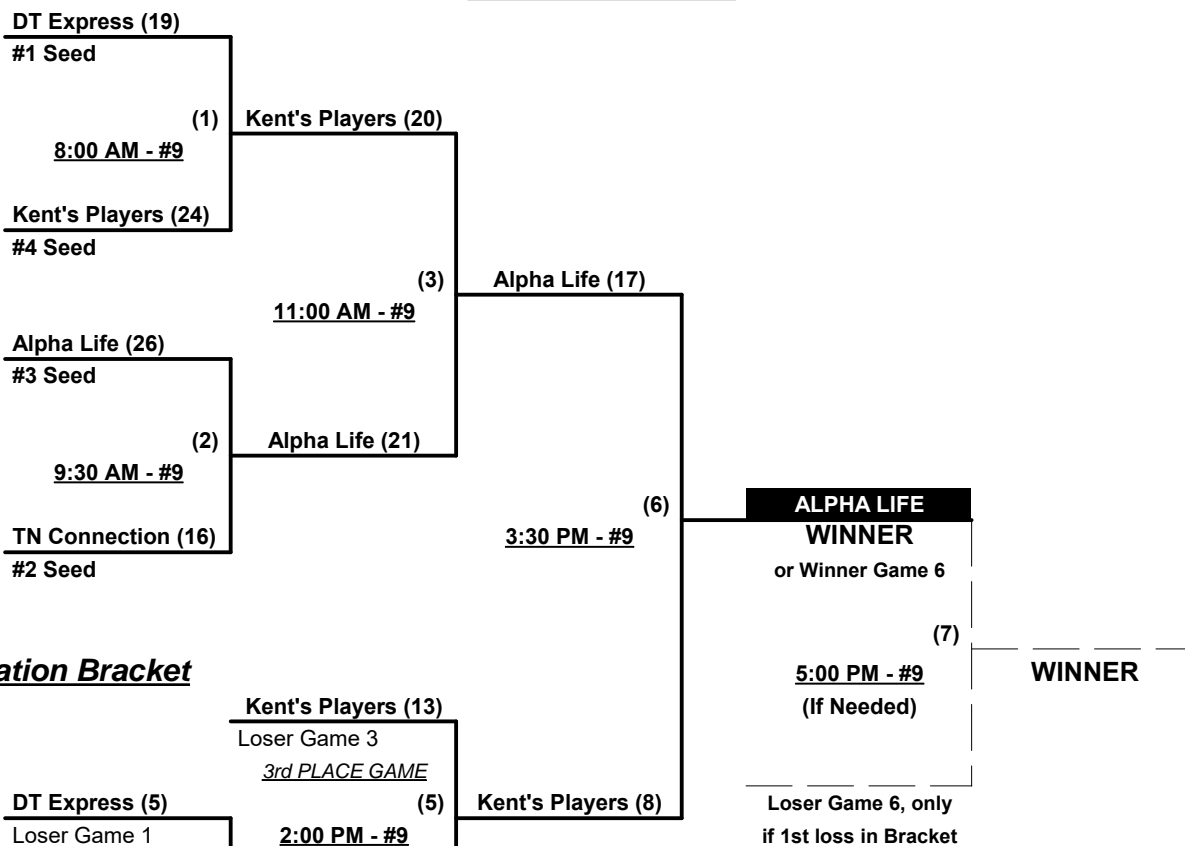 DT Express (19)
#1 Seed
(1)
8:00 AM - #9
Kent's Players (20)
Kent's Players (24)
#4 Seed
(3)
11:00 AM - #9
Alpha Life (17)
Alpha Life (26)
#3 Seed
(2)
9:30 AM - #9
Alpha Life (21)
TN Connection (16)
#2 Seed
(6)
3:30 PM - #9
ALPHA LIFE
WINNER
or Winner Game 6
(7)
5:00 PM - #9
(If Needed)
WINNER
ation Bracket
Kent's Players (13)
Loser Game 3
3rd PLACE GAME
DT Express (5)
Loser Game 1
(5)
2:00 PM - #9
Kent's Players (8)
Loser Game 6, only
if 1st loss in Bracket